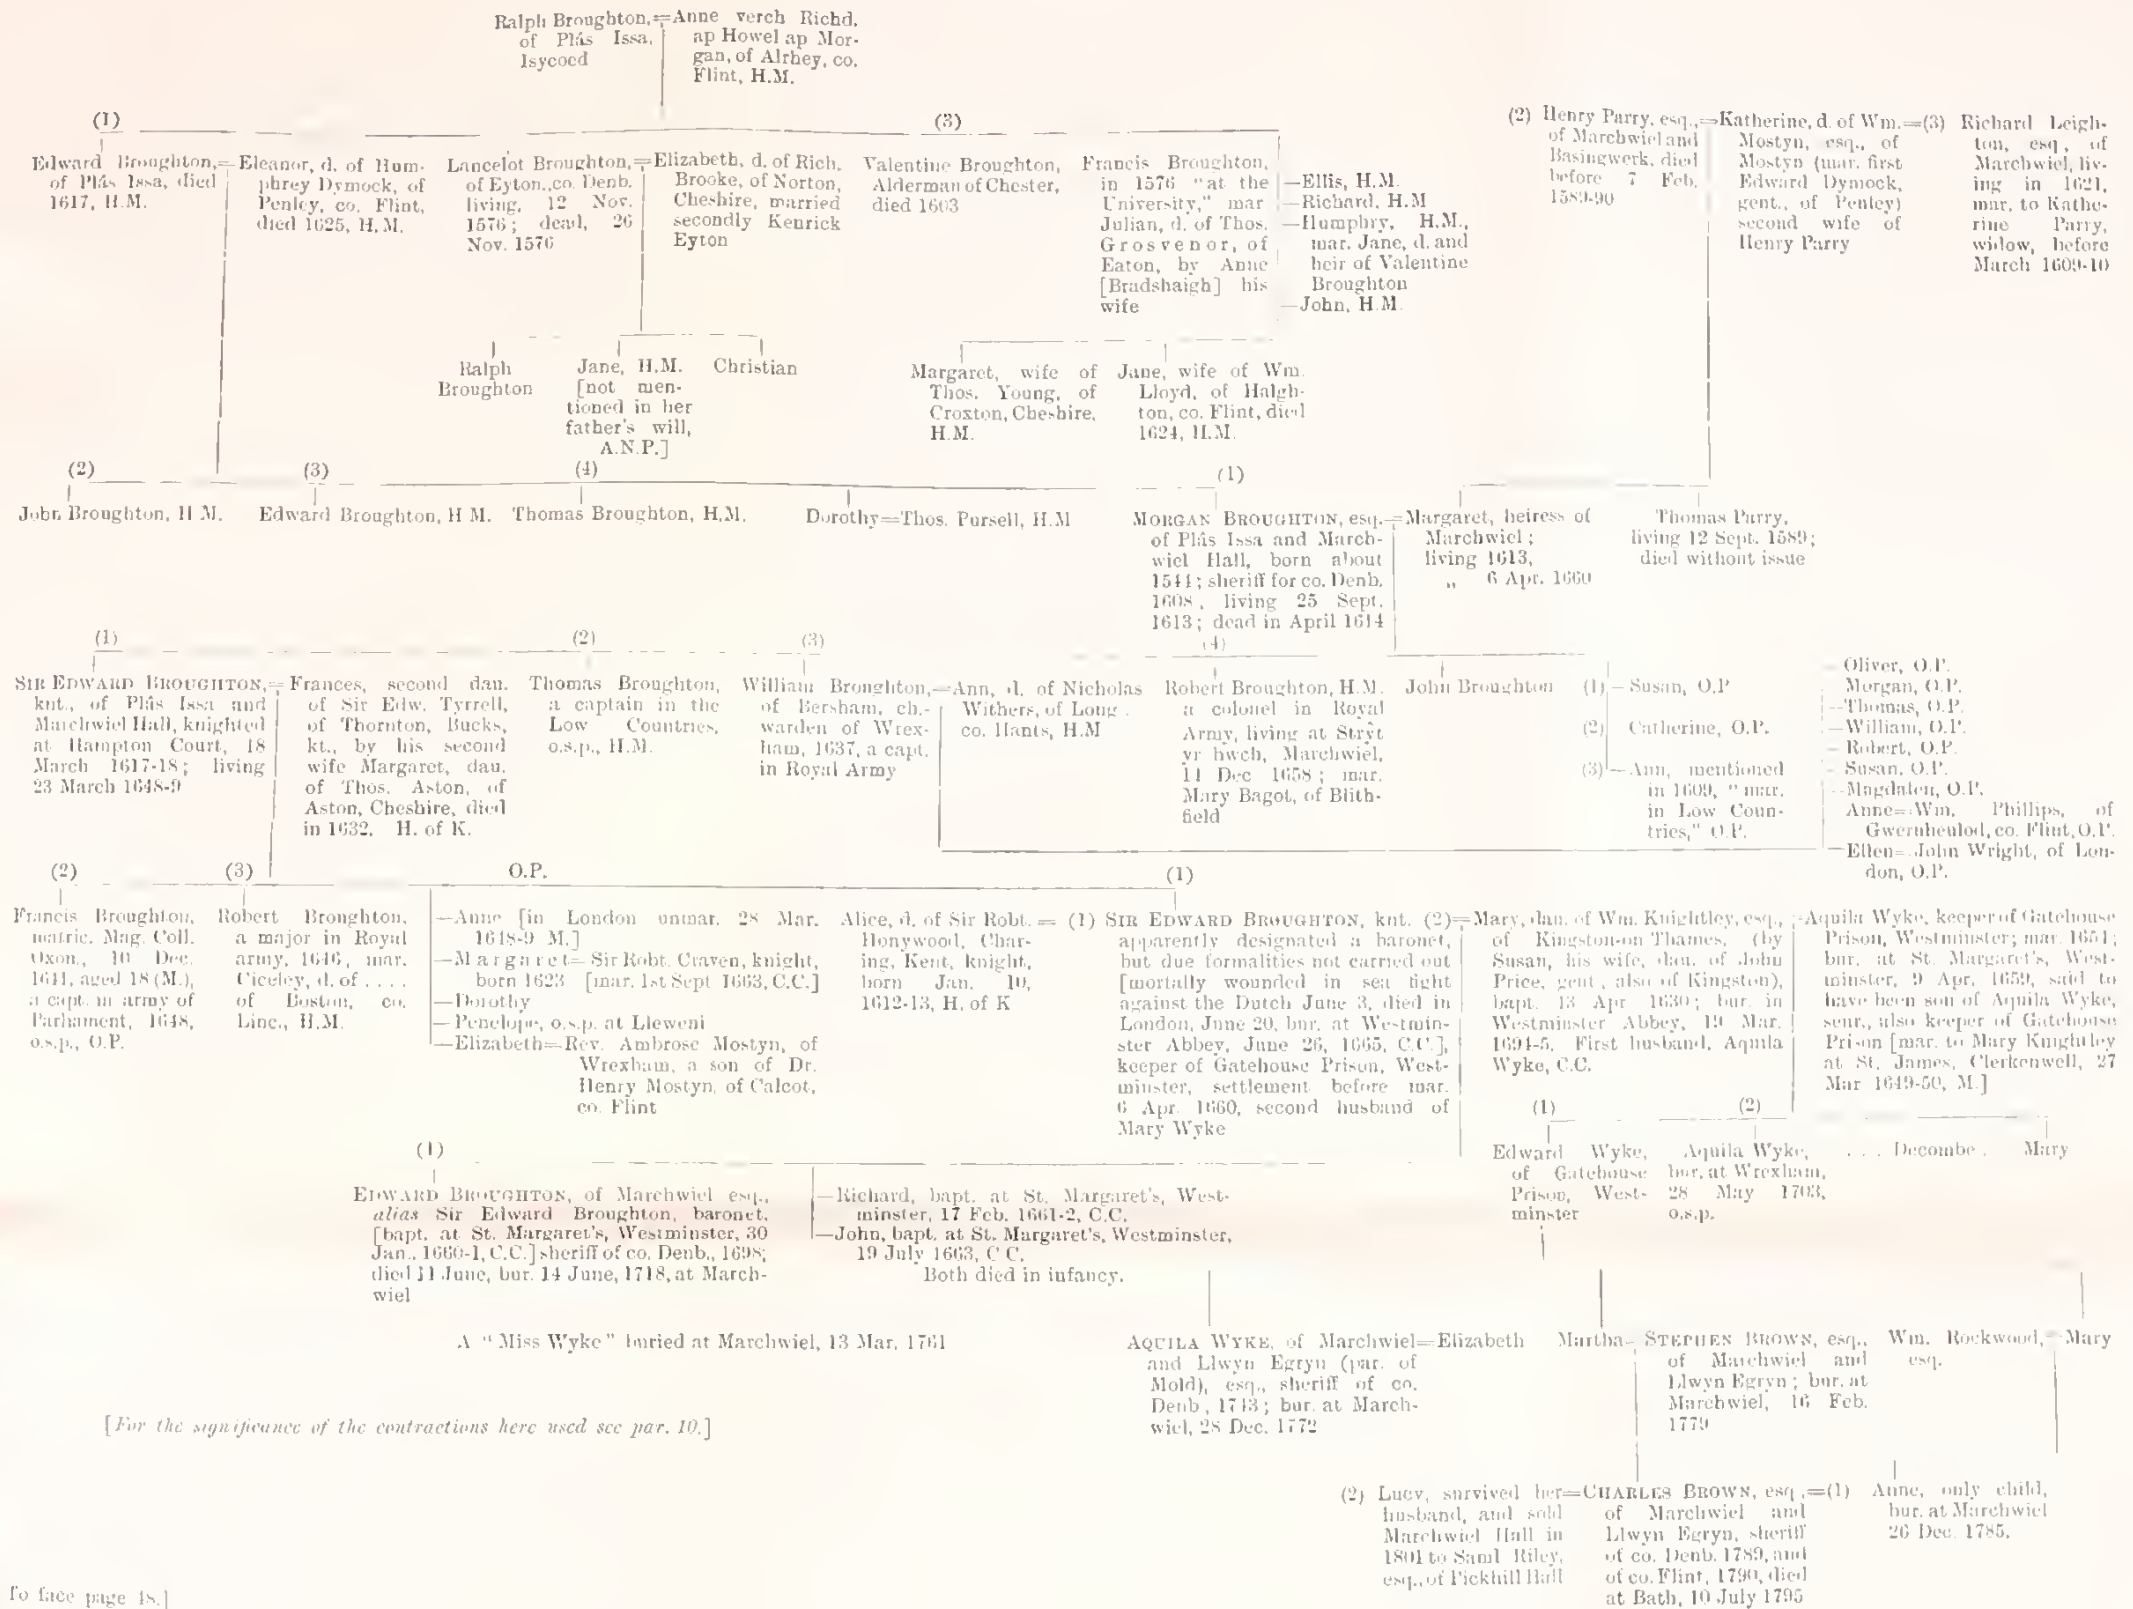 Ralph Broughton,=
of Plás Issa,
Isycoed
Anne verch Richd,
ap Howel ap Mor-
gan, of Alrhey, co.
Flint, H.M.
(1)
(3)
Edward Broughton,=
of Plâs Issa, died
1617, H.M.
Eleanor, d. of Hum-
phrey Dymock, of
Penley, co. Flint,
died 1625, H.M.
Lancelot Broughton,=
of Eyton, co. Denb.
living, 12 Nov.
1576; dead, 26
Nov. 1576
Elizabeth, d. of Rich.
Brooke, of Norton,
Cheshire, married
secondly Kenrick
Eyton
Valentine Broughton,
Alderman of Chester,
died 1603
Francis Broughton,
in 1576 "at the
University," mar
Julian, d. of Thos.
Grosvenor, of
Eaton, by Anne
[Bradshaigh] his
wife
—Ellis, H.M.
—Richard, H.M
—Humphry, H.M.,
mar. Jane, d. and
heir of Valentine
Broughton
—John, H.M.
(2) Henry Parry, esq.,=
of Marchwiel and
Basingwerk, died
before 7 Feb.
1589-90
Katherine, d. of Wm.=(3)
Mostyn, esq., of
Mostyn (mar. first
Edward Dymock,
gent., of Penley)
second wife of
Henry Parry
Richard Leigh-
ton, esq., of
Marchwiel, liv-
ing in 1621,
mar. to Kathe-
rine Parry,
widow, before
March 1609-10
Ralph
Broughton
Jane, H.M.
[not men-
tioned in her
father's will,
A.N.P.]
Christian
Margaret, wife of
Thos. Young, of
Croxton, Cheshire,
H.M.
Jane, wife of Wm.
Lloyd, of Halgh-
ton, co. Flint, died
1624, H.M.
(2)
(3)
(4)
(1)
John Broughton, H M.
Edward Broughton, H M.
Thomas Broughton, H.M.
Dorothy=Thos. Pursell, H.M
MORGAN BROUGHTON, esq.=
of Plâs Issa and March-
wiel Hall, born about
1544; sheriff for co. Denb.
1608, living 25 Sept.
1613; dead in April 1614
Margaret, heiress of
Marchwiel;
living 1613,
„ 6 Apr. 1660
Thomas Parry,
living 12 Sept. 1589;
died without issue
(1)
(2)
(3)
(4)
SIR EDWARD BROUGHTON,=
knt., of Plâs Issa and
Marchwiel Hall, knighted
at Hampton Court, 18
March 1617-18; living
23 March 1648-9
Frances, second dau.
of Sir Edw. Tyrrell,
of Thornton, Bucks,
kt., by his second
wife Margaret, dau.
of Thos. Aston, of
Aston, Cheshire, died
in 1632, H. of K.
Thomas Broughton,
a captain in the
Low Countries,
o.s.p., H.M.
William Broughton,=
of Bersham, ch.-
warden of Wrex-
ham, 1637, a capt.
in Royal Army
Ann, d. of Nicholas
Withers, of Long .
co. Hants, H.M
Robert Broughton, H.M.
a colonel in Royal
Army, living at Strŷt
yr hwch, Marchwiel,
11 Dec 1658; mar.
Mary Bagot, of Blith-
field
John Broughton
(1) —Susan, O.P
(2) Catherine, O.P.
(3) —Ann, mentioned
in 1609, "mar.
in Low Coun-
tries," O.P.
—Oliver, O.P.
Morgan, O.P.
—Thomas, O.P.
—William, O.P.
—Robert, O.P.
—Susan, O.P.
—Magdalen, O.P.
Anne=Wm. Phillips, of
Gwernheulod, co. Flint, O.P.
—Ellen=John Wright, of Lon-
don, O.P.
(2)
(3)
O.P.
(1)
Francis Broughton,
matric. Mag. Coll.
Oxon., 10 Dec.
1641, aged 18 (M.),
a capt. in army of
Parliament, 1648,
o.s.p., O.P.
Robert Broughton,
a major in Royal
army, 1646, mar.
Ciceley, d. of . . . .
of Boston, co.
Linc., H.M.
—Anne [in London unmar. 28 Mar.
1648-9 M.]
—Margaret=Sir Robt. Craven, knight,
born 1623 [mar. 1st Sept 1663, C.C.]
—Dorothy
—Penelope, o.s.p. at Lleweni
—Elizabeth=Rev. Ambrose Mostyn, of
Wrexham, a son of Dr.
Henry Mostyn, of Calcot,
co. Flint
Alice, d. of Sir Robt. =
Honywood, Char-
ing, Kent, knight,
born Jan. 10,
1612-13, H. of K
(1) SIR EDWARD BROUGHTON, knt. (2)=
apparently designated a baronet,
but due formalities not carried out
[mortally wounded in sea fight
against the Dutch June 3, died in
London, June 20, bur. at Westmin-
ster Abbey, June 26, 1665, C.C.],
keeper of Gatehouse Prison, West-
minster, settlement before mar.
6 Apr. 1660, second husband of
Mary Wyke
Mary, dau. of Wm. Knightley, esq.,
of Kingston-on Thames, (by
Susan, his wife, dau. of John
Price, gent, also of Kingston),
bapt. 13 Apr 1630; bur. in
Westminster Abbey, 19 Mar.
1694-5. First husband, Aquila
Wyke, C.C.
=Aquila Wyke, keeper of Gatehouse
Prison, Westminster; mar. 1651;
bur. at St. Margaret's, West-
minster, 9 Apr. 1659, said to
have been son of Aquila Wyke,
senr., also keeper of Gatehouse
Prison [mar. to Mary Knightley
at St. James, Clerkenwell, 27
Mar 1649-50, M.]
(1)
(2)
Edward Wyke,
of Gatehouse
Prison, West-
minster
Aquila Wyke,
bur. at Wrexham,
28 May 1703,
o.s.p.
. . . Decombe .
Mary
(1)
EDWARD BROUGHTON, of Marchwiel esq.,
alias Sir Edward Broughton, baronet,
[bapt. at St. Margaret's, Westminster, 30
Jan., 1660-1, C.C.] sheriff of co. Denb., 1698;
died 11 June, bur. 14 June, 1718, at March-
wiel
—Richard, bapt. at St. Margaret's, West-
minster, 17 Feb. 1661-2, C.C.
—John, bapt. at St. Margaret's, Westminster,
19 July 1663, C C.
Both died in infancy.
A "Miss Wyke" buried at Marchwiel, 13 Mar, 1761
AQUILA WYKE, of Marchwiel=Elizabeth
and Llwyn Egryn (par. of
Mold), esq., sheriff of co.
Denb, 1743; bur. at March-
wiel, 28 Dec. 1772
Martha=
STEPHEN BROWN, esq.,
of Marchwiel and
Llwyn Egryn; bur. at
Marchwiel, 16 Feb.
1779
Wm. Rockwood,=Mary
esq.
[For the significance of the contractions here used see par. 10.]
(2) Lucy, survived her=
husband, and sold
Marchwiel Hall in
1801 to Saml Riley,
esq., of Pickhill Hall
CHARLES BROWN, esq.,=(1)
of Marchwiel and
Llwyn Egryn, sheriff
of co. Denb. 1789, and
of co. Flint, 1790, died
at Bath, 10 July 1795
Anne, only child,
bur. at Marchwiel
26 Dec. 1785.
To face page 48.]